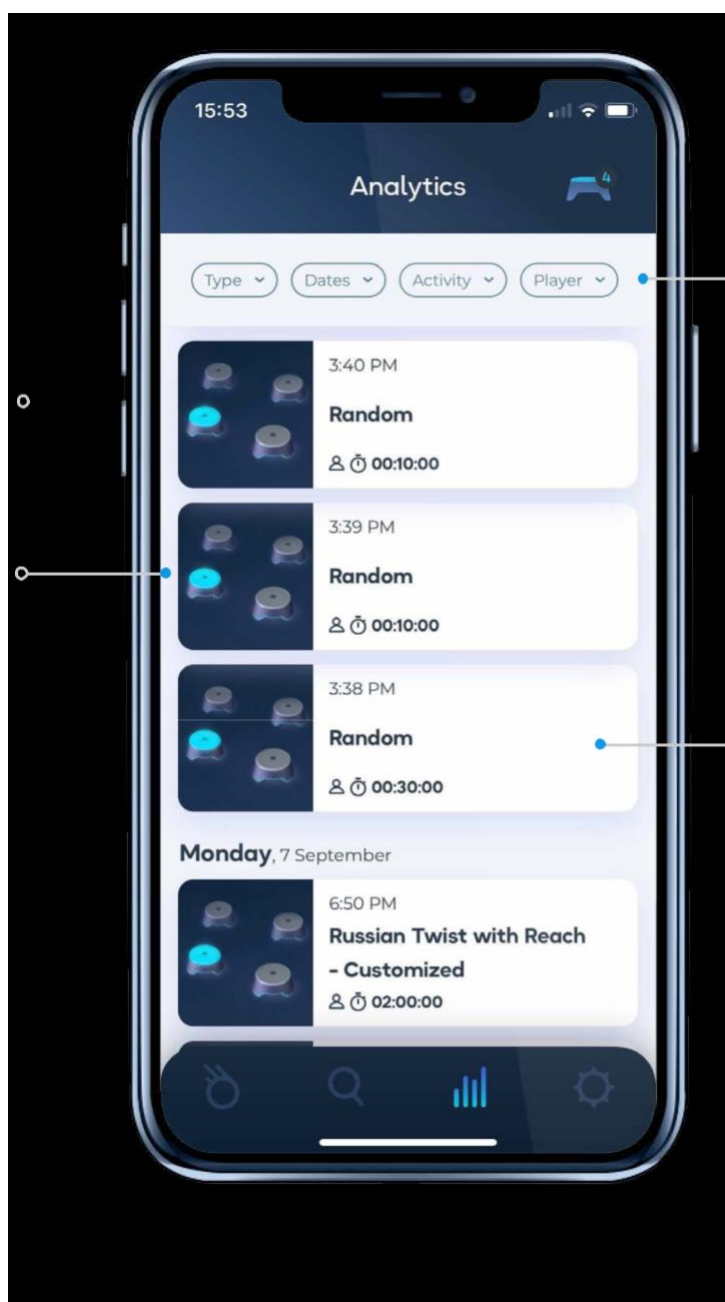 15:53
Analytics
4
Type Dates Activity Player
3:40 PM
Random
00:10:00
3:39 PM
Random
00:10:00
3:38 PM
Random
00:30:00
Monday, 7 September
6:50 PM
Russian Twist with Reach
- Customized
02:00:00